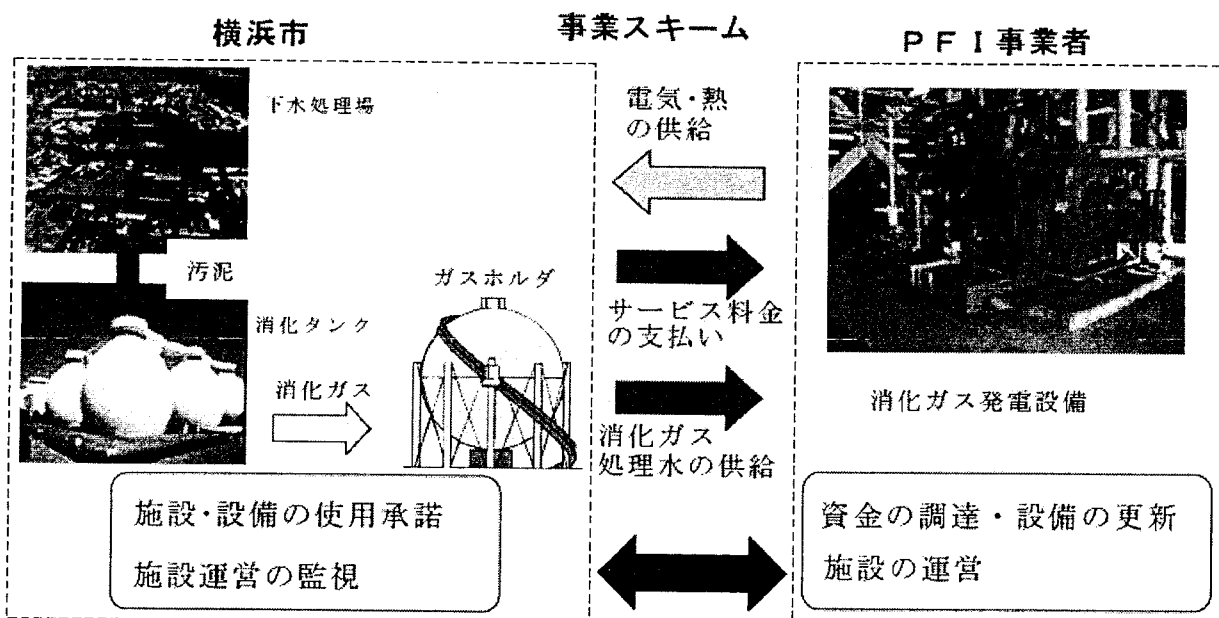 横浜市
事業スキーム
PFI事業者
下水処理場
汚泥
消化タンク
消化ガス
ガスホルダ
施設・設備の使用承諾
施設運営の監視
電気・熱
の供給
サービス料金
の支払い
消化ガス
処理水の供給
消化ガス発電設備
資金の調達・設備の更新
施設の運営